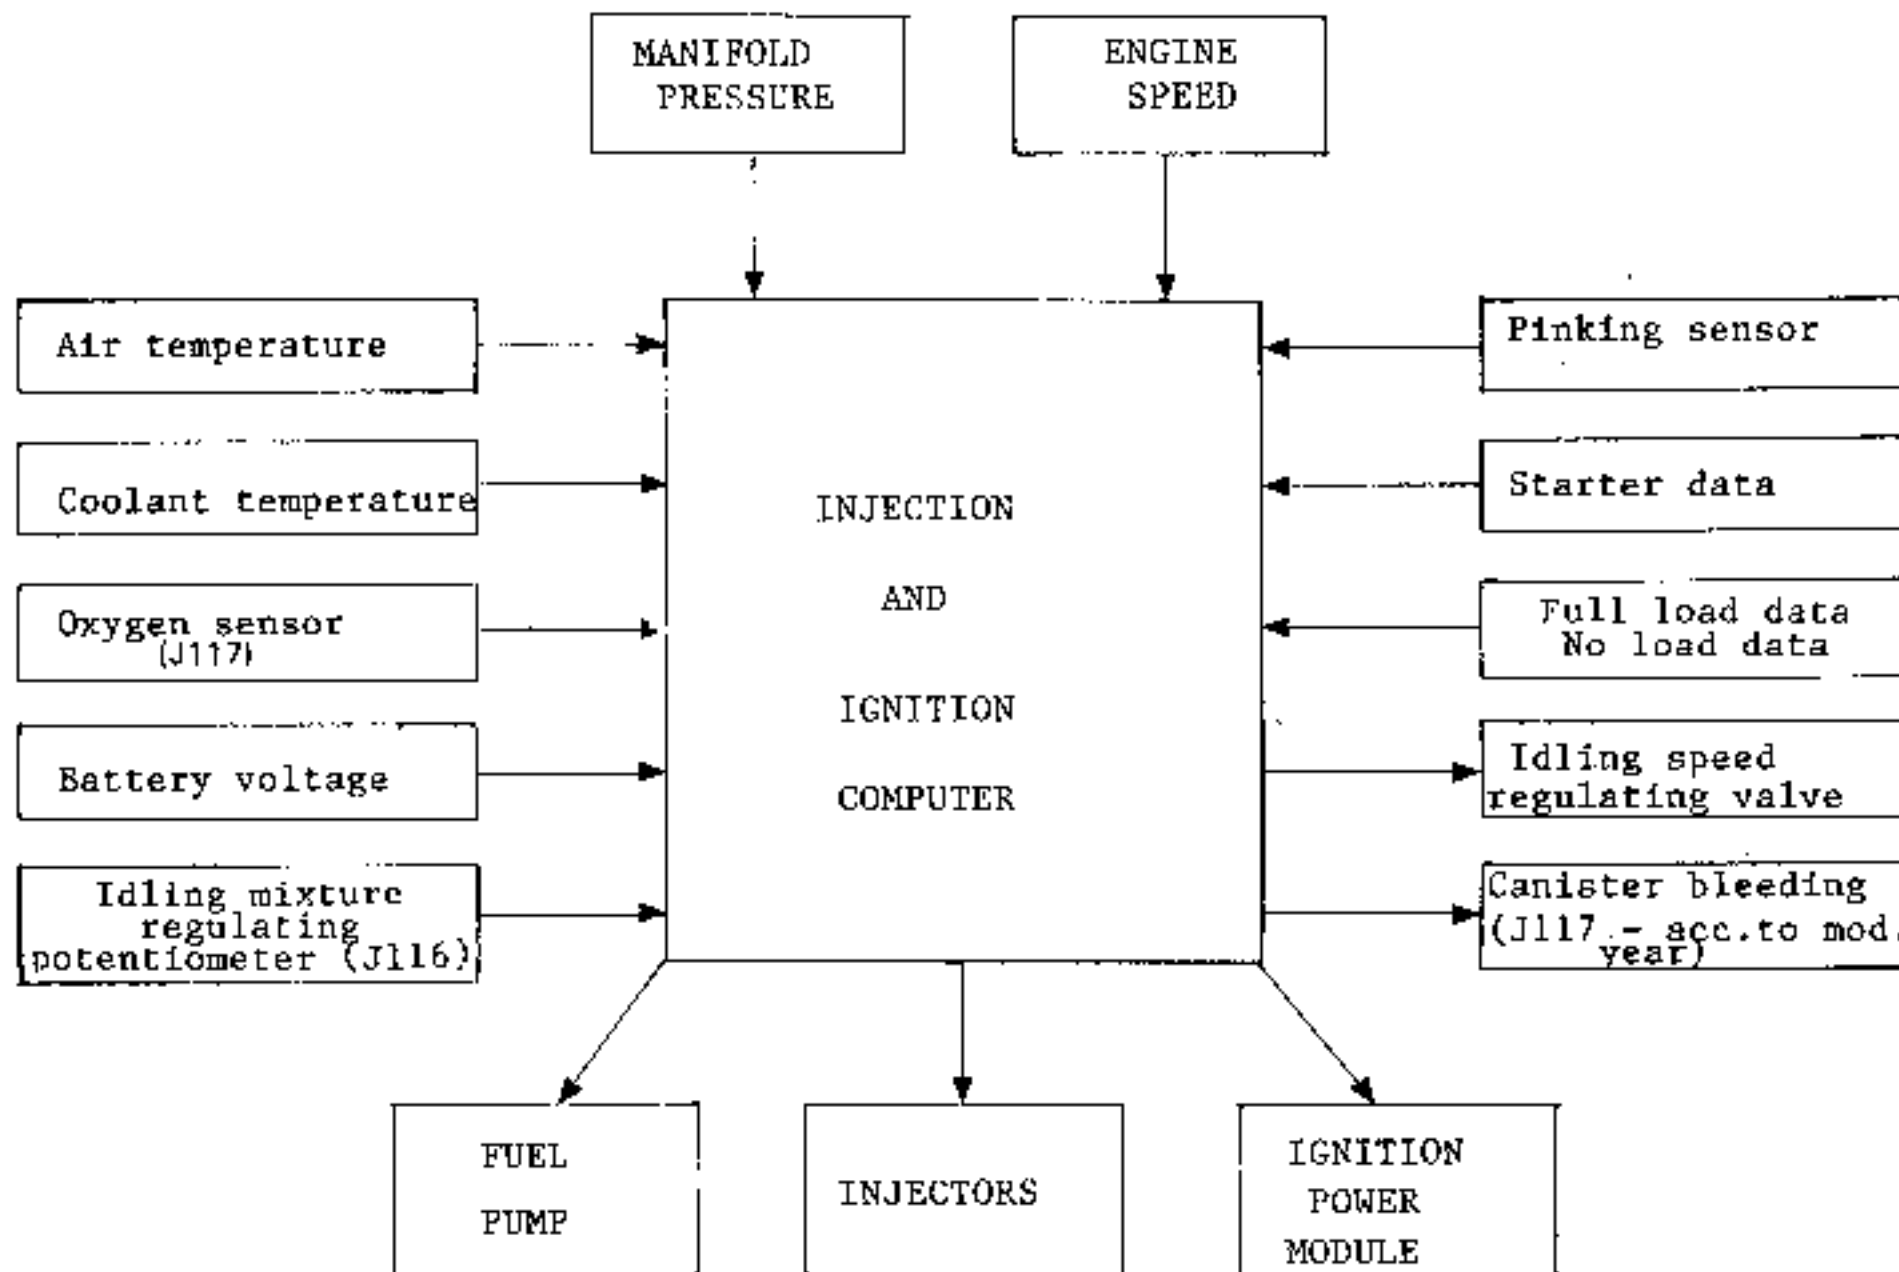 MANIFOLD
PRESSURE
ENGINE
SPEED
Air temperature
Coolant temperature
Oxygen sensor
(J117)
Battery voltage
Idling mixture
regulating
potentiometer (J116)
INJECTION
AND
IGNITION
COMPUTER
Pinking sensor
Starter data
Full load data
No load data
Idling speed
regulating valve
Canister bleeding
(J117 - acc.to mod.
year)
FUEL
PUMP
INJECTORS
IGNITION
POWER
MODULE